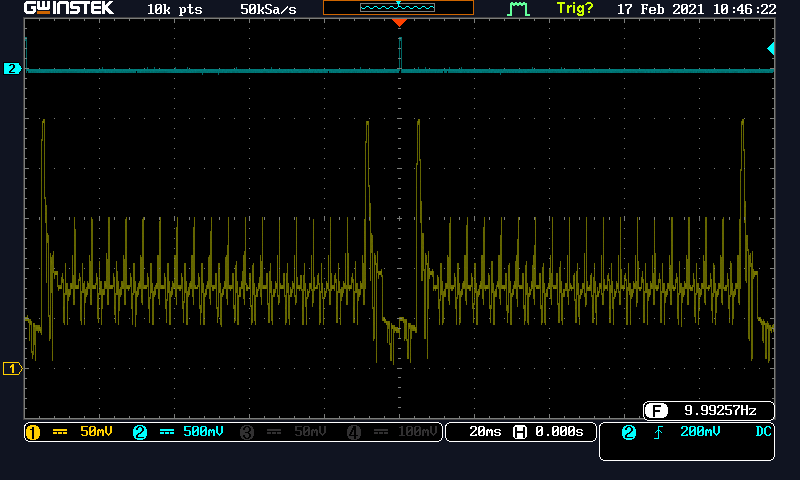 GWINSTEK 10k pts 50kSa/s Trig? 17 Feb 2021 10:46:22
2
1
F 9.99257Hz
1 50mV 2 500mV 3 50mV 4 100mV 20ms H 0.000s 2 200mV DC